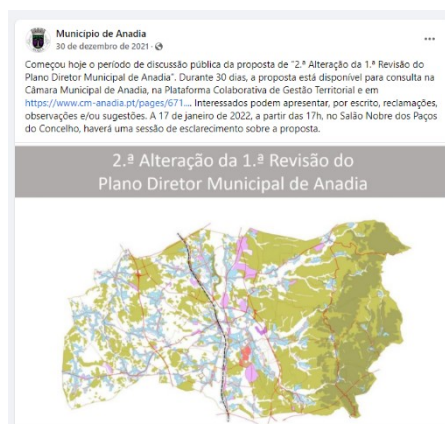 Município de Anadia
30 de dezembro de 2021 ·
Começou hoje o período de discussão pública da proposta de "2.ª Alteração da 1.ª Revisão do
Plano Diretor Municipal de Anadia". Durante 30 dias, a proposta está disponível para consulta na
Câmara Municipal de Anadia, na Plataforma Colaborativa de Gestão Territorial e em
https://www.cm-anadia.pt/pages/671.... Interessados podem apresentar, por escrito, reclamações,
observações e/ou sugestões. A 17 de janeiro de 2022, a partir das 17h, no Salão Nobre dos Paços
do Concelho, haverá uma sessão de esclarecimento sobre a proposta.
2.ª Alteração da 1.ª Revisão do
Plano Diretor Municipal de Anadia